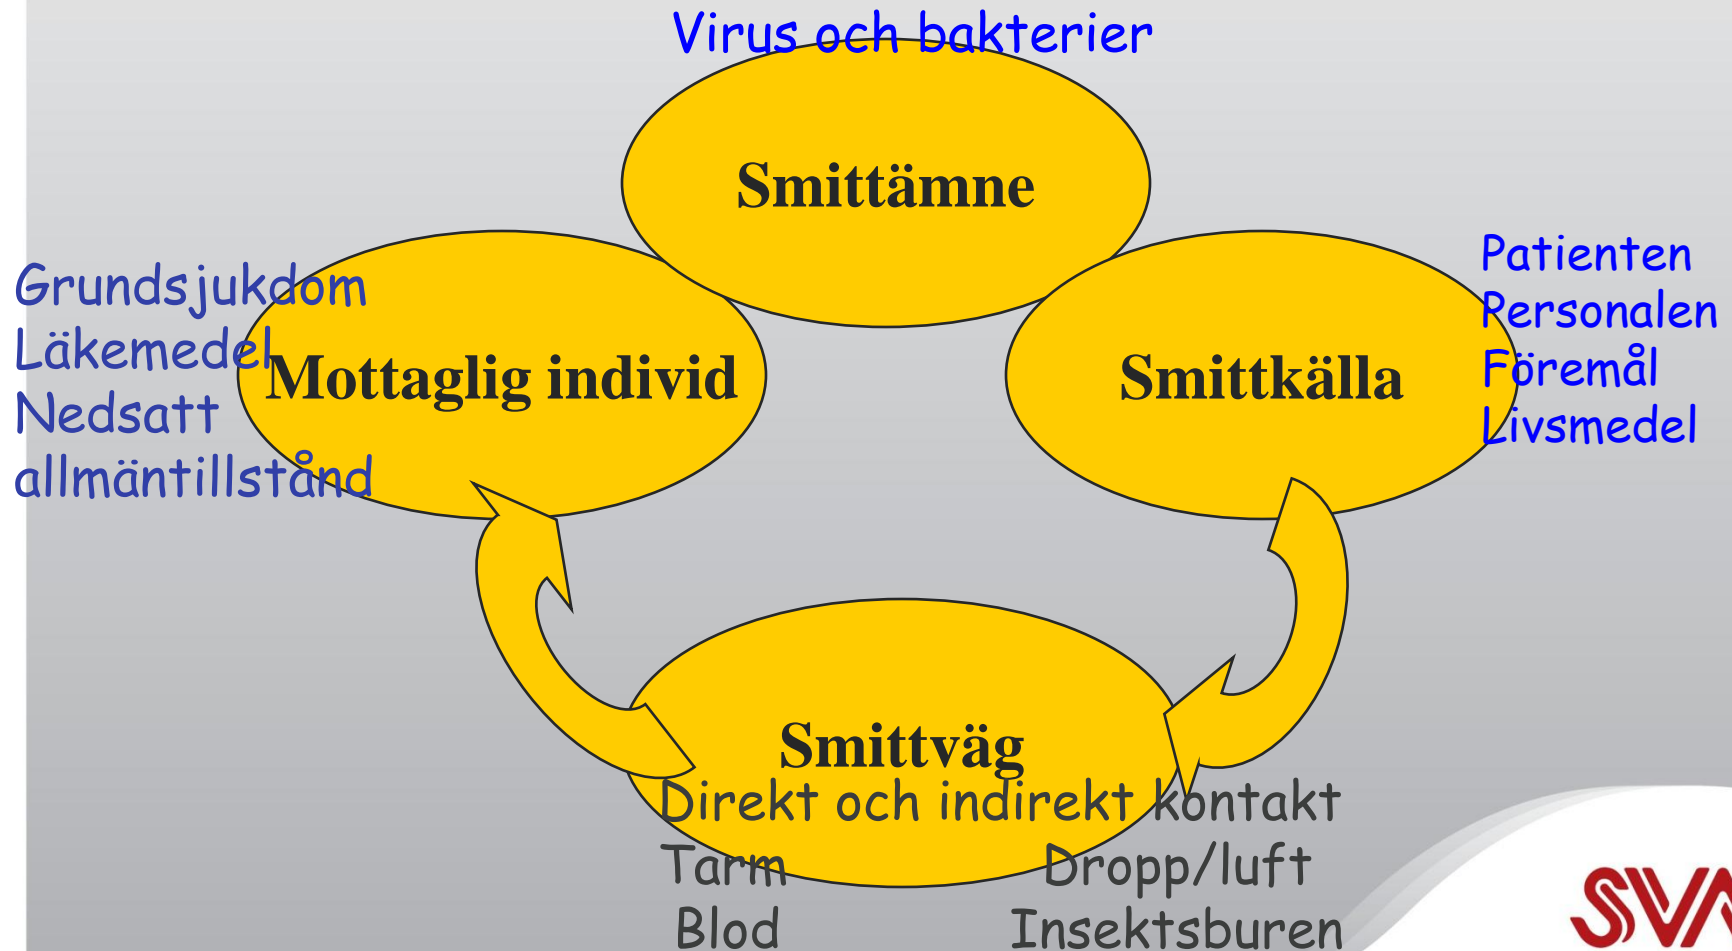 Virus och bakterier
Smittämne
Grundsjukdom
Läkemedel
Nedsatt
allmäntillstånd
Mottaglig individ
Smittkälla
Patienten
Personalen
Föremål
Livsmedel
Smittväg
Direkt och indirekt kontakt
Tarm Dropp/luft
Blod Insektsburen
SVA